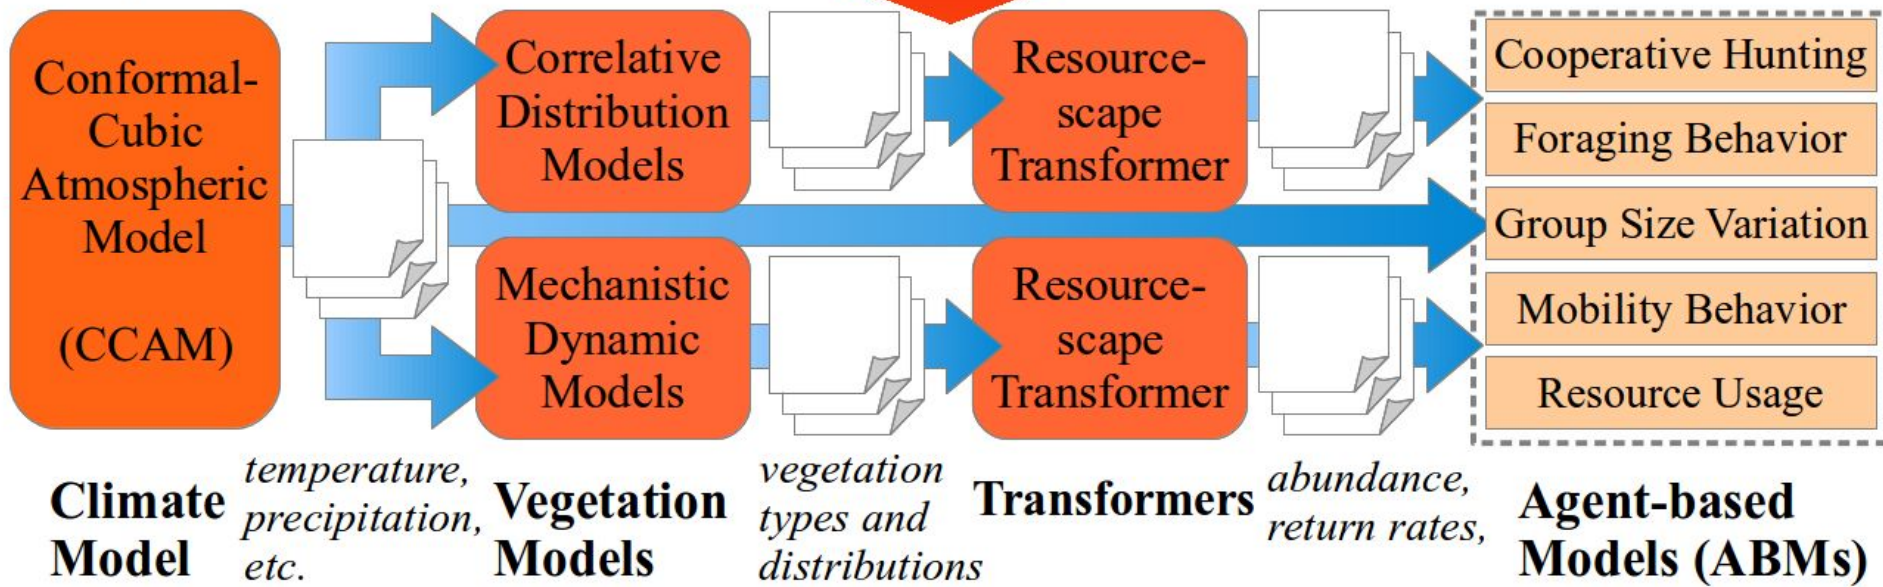 Conformal-
Cubic
Atmospheric
Model
(CCAM)
Correlative
Distribution
Models
Resource-
scape
Transformer
Mechanistic
Dynamic
Models
Resource-
scape
Transformer
Cooperative Hunting
Foraging Behavior
Group Size Variation
Mobility Behavior
Resource Usage
Climate
Model
temperature,
precipitation,
etc.
Vegetation
Models
vegetation
types and
distributions
Transformers
abundance,
return rates,
Agent-based
Models (ABMs)